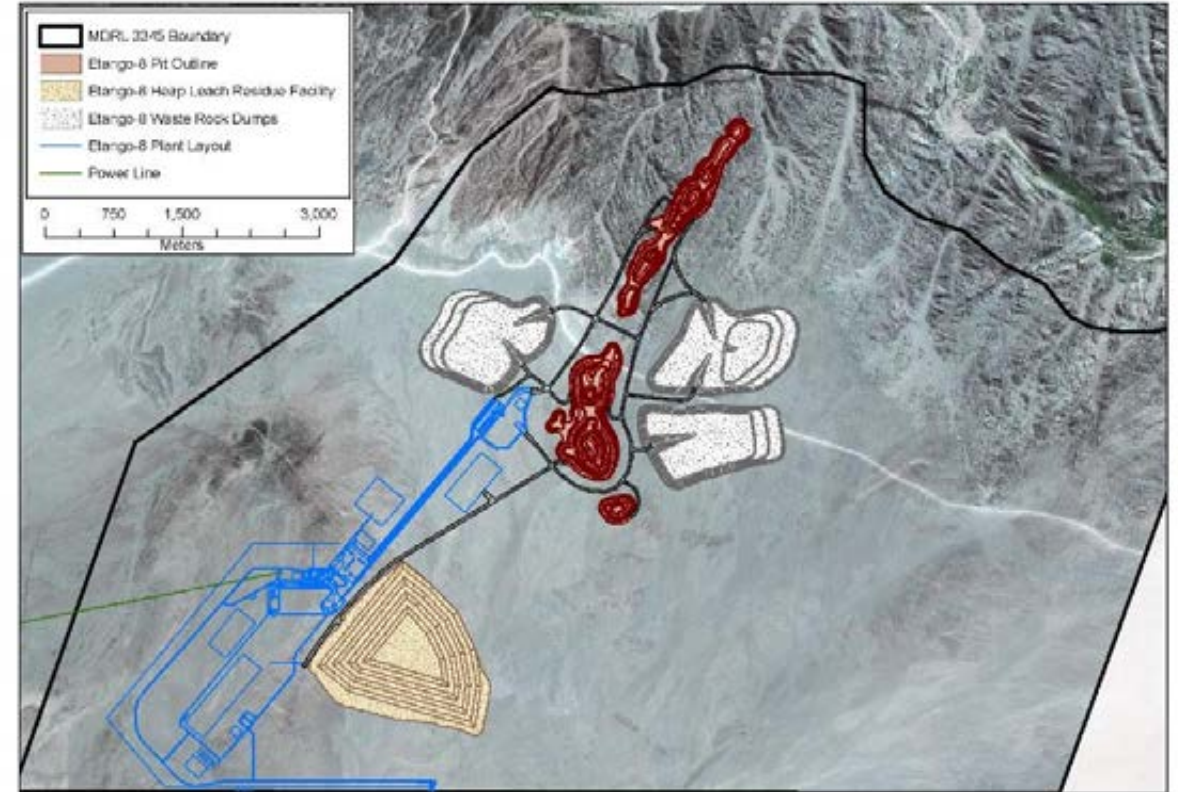 MDRL 3345 Boundary
Etango-8 Pit Outline
Etango-8 Heap Leach Residue Facility
Etango-8 Waste Rock Dumps
Etango-8 Plant Layout
Power Line
0 750 1,500 3,000
Meters